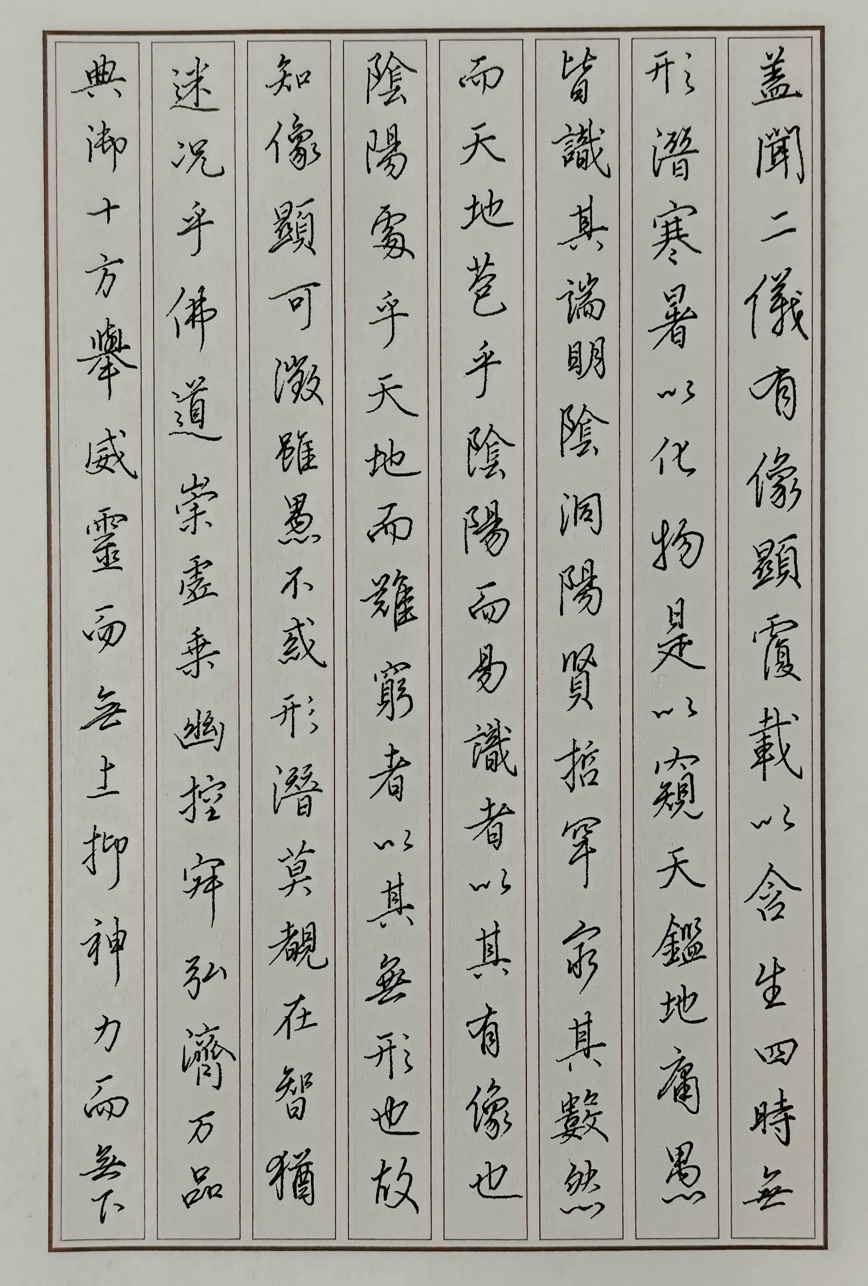 盖聞二儀有像顯覆載以含生四時無
形潛寒暑以化物是以窺天鑑地庸愚
皆識其端明陰洞陽賢哲罕窮其數然
而天地苞乎陰陽而易識者以其有像也
陰陽處乎天地而難窮者以其無形也故
知像顯可徵雖愚不惑形潛莫覩在智猶
迷况乎佛道崇虛乘幽控寂弘濟万品
典御十方舉威靈而無上抑神力而無下